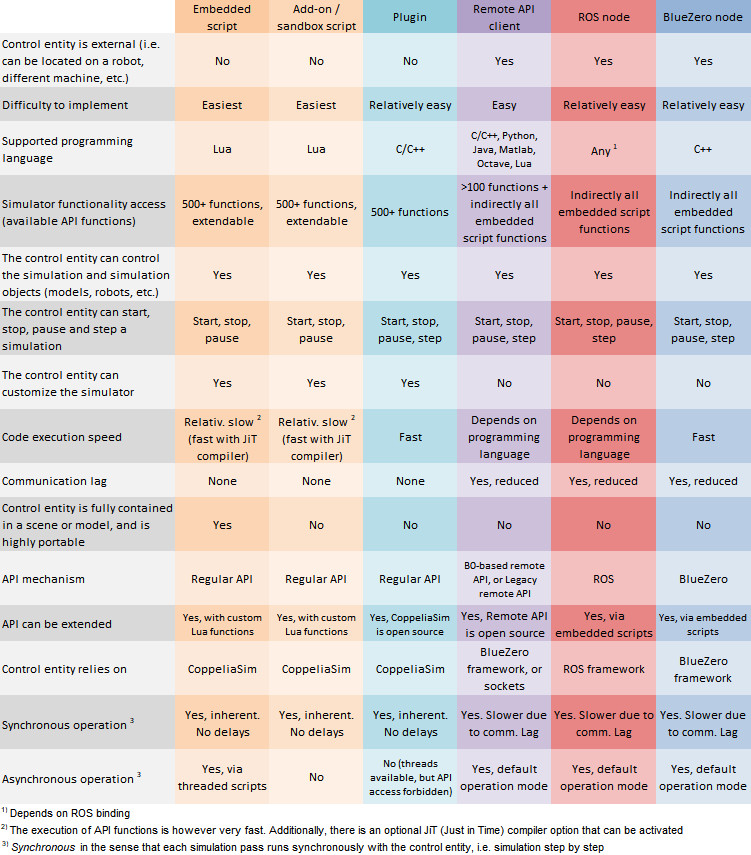 Embedded script | Add-on / sandbox script | Plugin | Remote API client | ROS node | BlueZero node
Control entity is external (i.e. can be located on a robot, different machine, etc.) | No | No | No | Yes | Yes | Yes
Difficulty to implement | Easiest | Easiest | Relatively easy | Easy | Relatively easy | Relatively easy
Supported programming language | Lua | Lua | C/C++ | C/C++, Python, Java, Matlab, Octave, Lua | Any 1 | C++
Simulator functionality access (available API functions) | 500+ functions, extendable | 500+ functions, extendable | 500+ functions | >100 functions + indirectly all embedded script functions | Indirectly all embedded script functions | Indirectly all embedded script functions
The control entity can control the simulation and simulation objects (models, robots, etc.) | Yes | Yes | Yes | Yes | Yes | Yes
The control entity can start, stop, pause and step a simulation | Start, stop, pause | Start, stop, pause | Start, stop, pause, step | Start, stop, pause, step | Start, stop, pause, step | Start, stop, pause, step
The control entity can customize the simulator | Yes | Yes | Yes | No | No | No
Code execution speed | Relativ. slow 2 (fast with JiT compiler) | Relativ. slow 2 (fast with JiT compiler) | Fast | Depends on programming language | Depends on programming language | Fast
Communication lag | None | None | None | Yes, reduced | Yes, reduced | Yes, reduced
Control entity is fully contained in a scene or model, and is highly portable | Yes | No | No | No | No | No
API mechanism | Regular API | Regular API | Regular API | B0-based remote API, or Legacy remote API | ROS | BlueZero
API can be extended | Yes, with custom Lua functions | Yes, with custom Lua functions | Yes, CoppeliaSim is open source | Yes, Remote API is open source | Yes, via embedded scripts | Yes, via embedded scripts
Control entity relies on | CoppeliaSim | CoppeliaSim | CoppeliaSim | BlueZero framework, or sockets | ROS framework | BlueZero framework
Synchronous operation 3 | Yes, inherent. No delays | Yes, inherent. No delays | Yes, inherent. No delays | Yes. Slower due to comm. Lag | Yes. Slower due to comm. Lag | Yes. Slower due to comm. Lag
Asynchronous operation 3 | Yes, via threaded scripts | No | No (threads available, but API access forbidden) | Yes, default operation mode | Yes, default operation mode | Yes, default operation mode
1) Depends on ROS binding
2) The execution of API functions is however very fast. Additionally, there is an optional JiT (Just in Time) compiler option that can be activated
3) Synchronous in the sense that each simulation pass runs synchronously with the control entity, i.e. simulation step by step